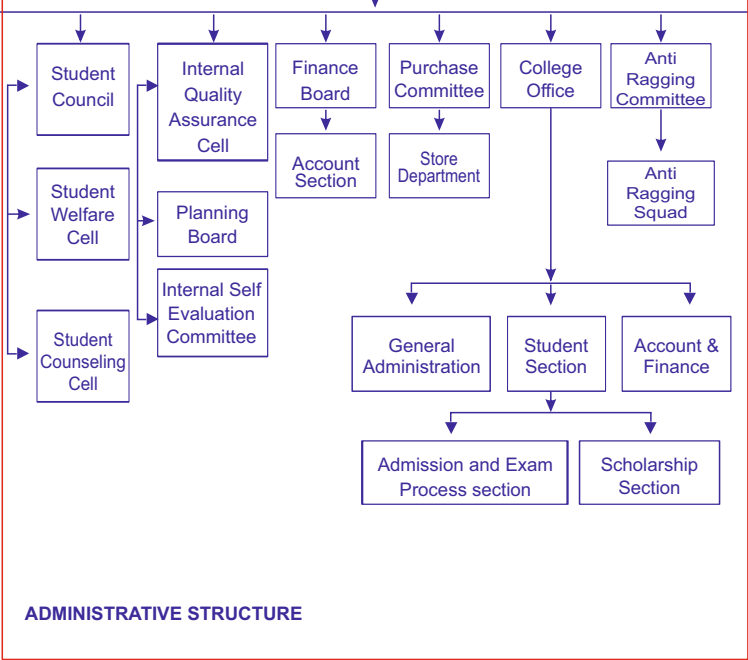 Student
Council
Internal
Quality
Assurance
Cell
Finance
Board
Purchase
Committee
College
Office
Anti
Ragging
Committee
Account
Section
Store
Department
Anti
Ragging
Squad
Student
Welfare
Cell
Planning
Board
Internal Self
Evaluation
Committee
Student
Counseling
Cell
General
Administration
Student
Section
Account &
Finance
Admission and Exam
Process section
Scholarship
Section
ADMINISTRATIVE STRUCTURE